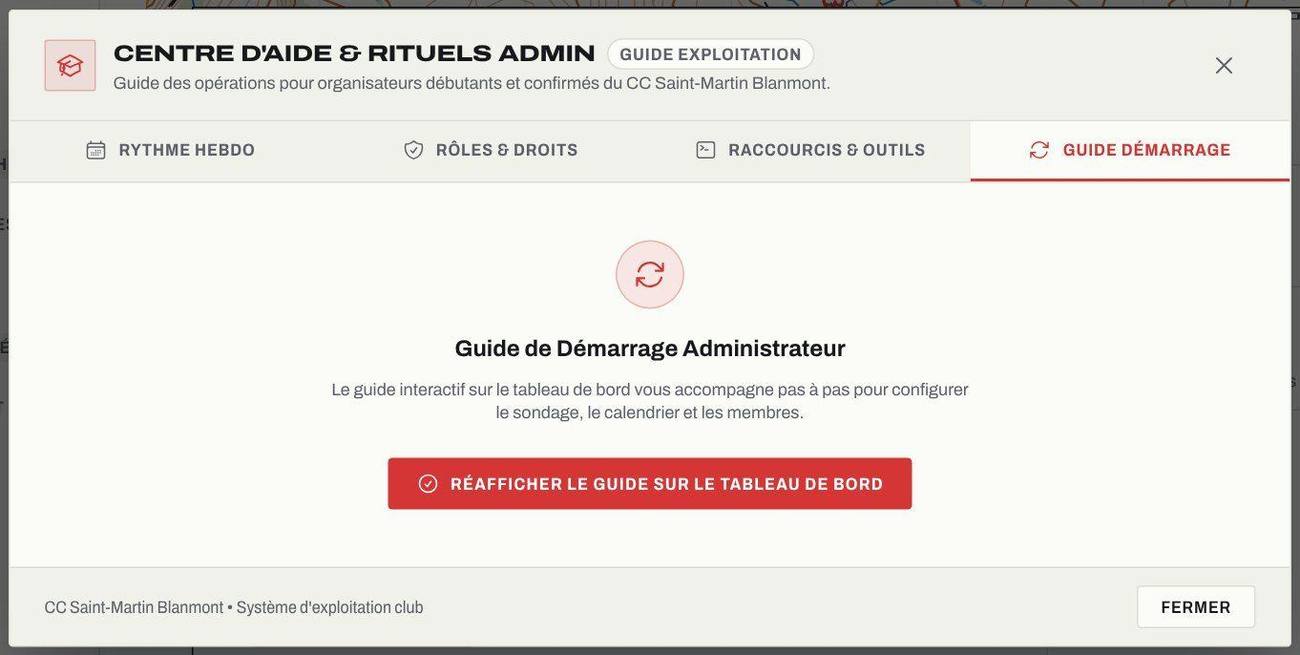 CENTRE D'AIDE & RITUELS ADMIN
GUIDE EXPLOITATION
Guide des opérations pour organisateurs débutants et confirmés du CC Saint-Martin Blanmont.
RYTHME HEBDO
RÔLES & DROITS
RACCOURCIS & OUTILS
GUIDE DÉMARRAGE
Guide de Démarrage Administrateur
Le guide interactif sur le tableau de bord vous accompagne pas à pas pour configurer
le sondage, le calendrier et les membres.
RÉAFFICHER LE GUIDE SUR LE TABLEAU DE BORD
CC Saint-Martin Blanmont • Système d'exploitation club
FERMER